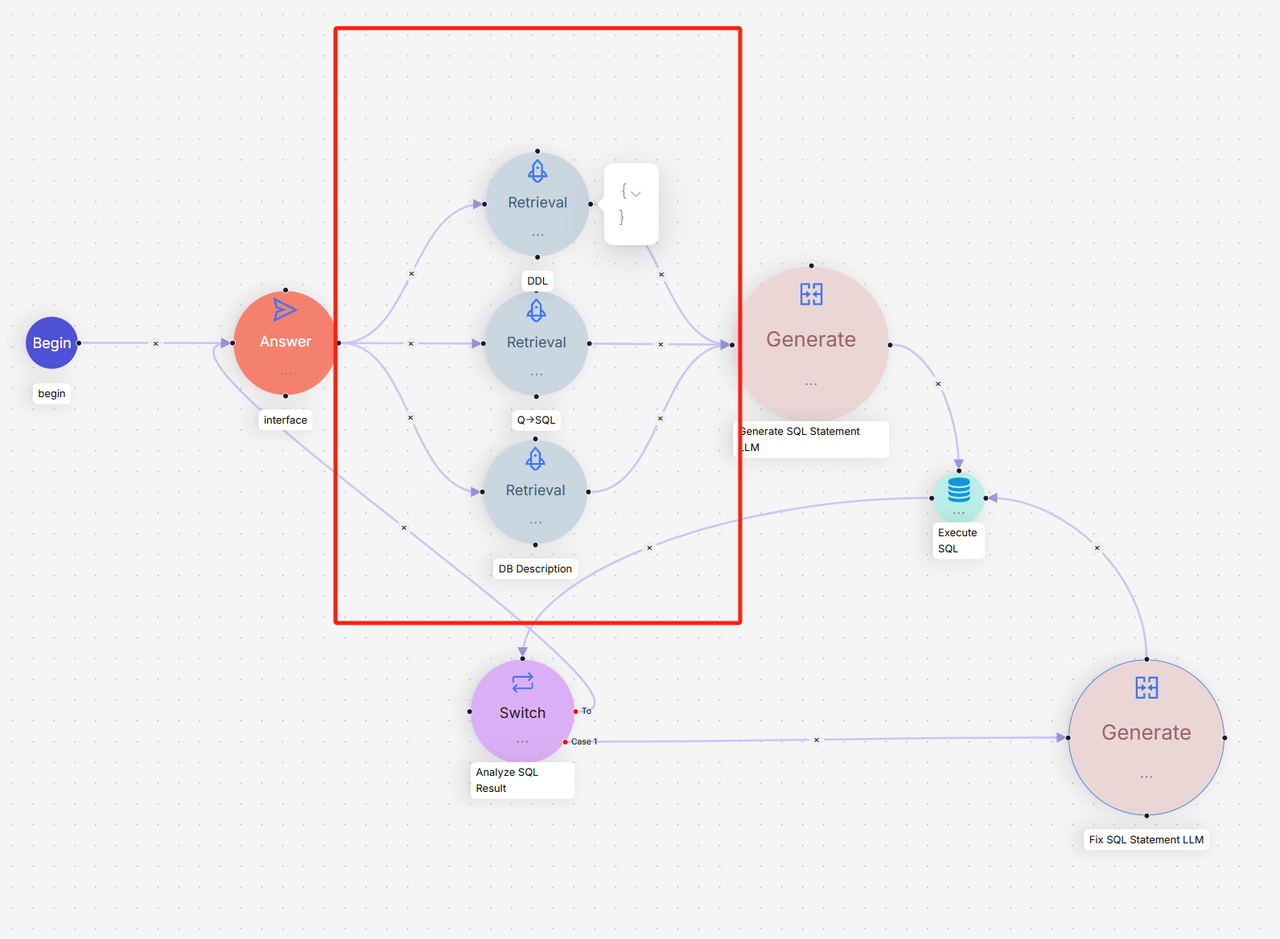 Begin
begin
Answer
...
interface
Retrieval
...
DDL
{
}
Retrieval
...
Q→SQL
Retrieval
...
DB Description
Generate
...
Generate SQL Statement
LLM
...
Execute
SQL
Switch
...
To
Case 1
Analyze SQL
Result
Generate
...
Fix SQL Statement LLM